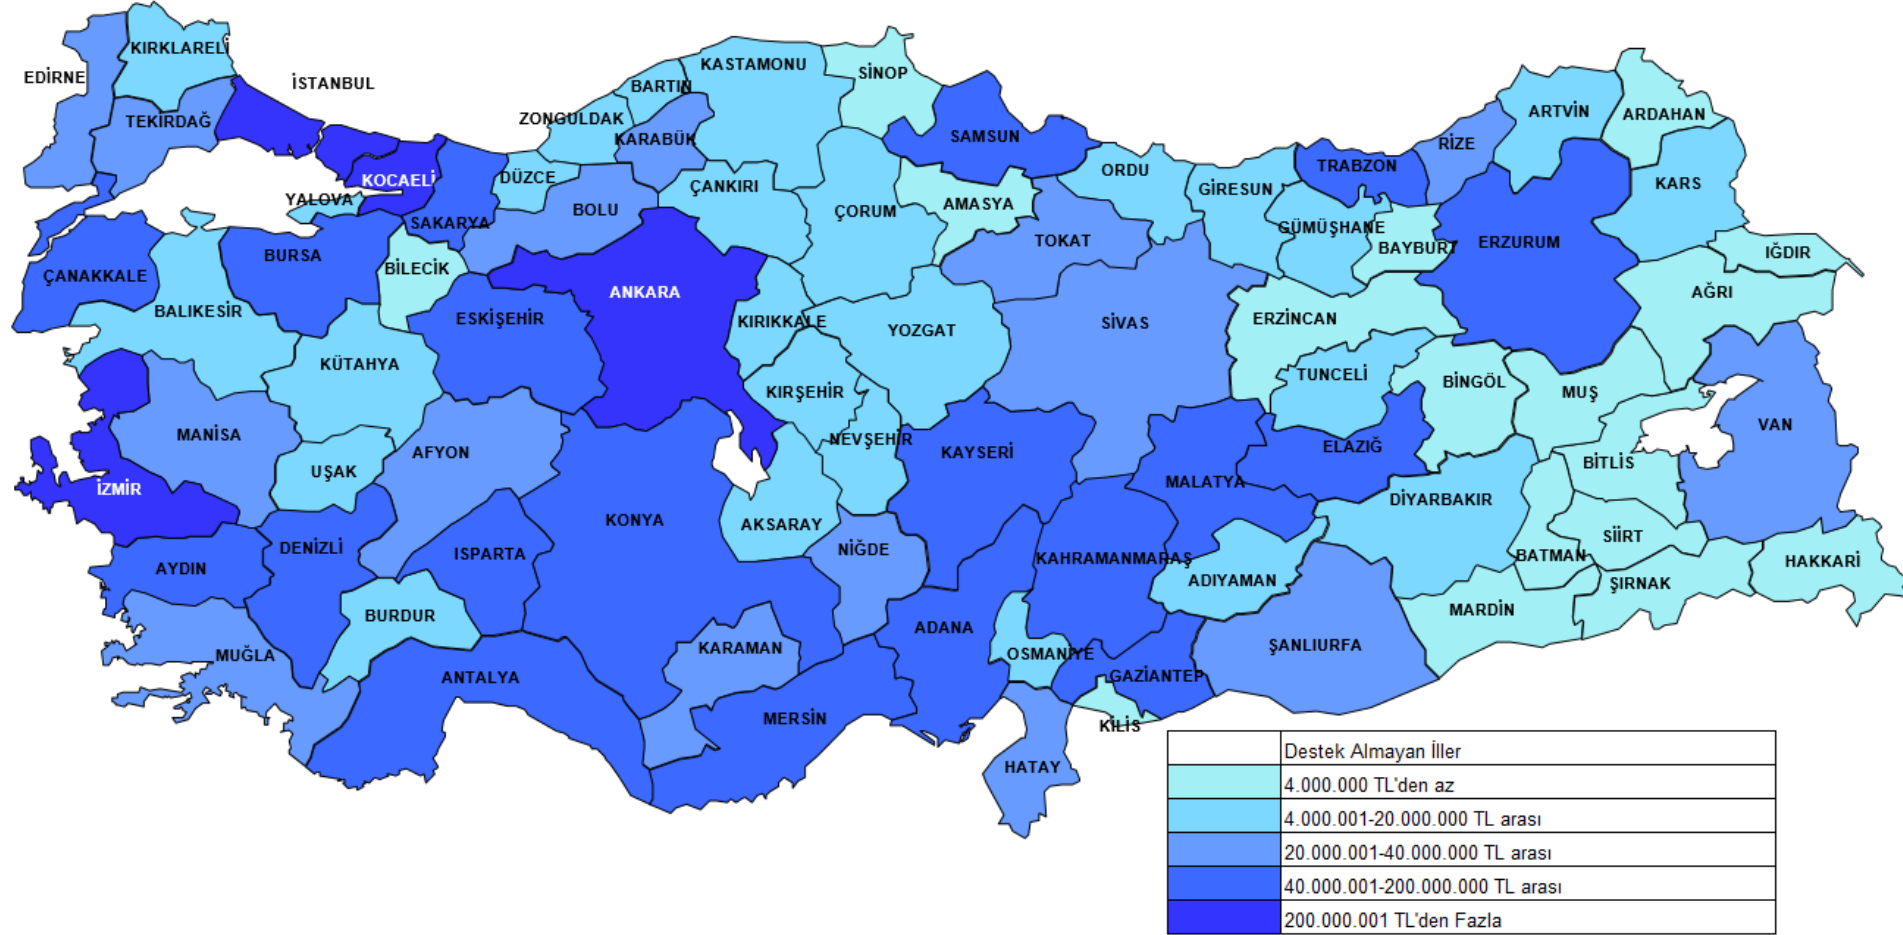 KIRKLARELİ
EDİRNE
İSTANBUL
TEKİRDAĞ
KASTAMONU
BARTIN
SİNOP
ZONGULDAK
KARABÜK
SAMSUN
ARTVİN
ARDAHAN
RİZE
TRABZON
KOCAELİ
YALOVA
DÜZCE
ÇANKIRI
ORDU
GİRESUN
KARS
SAKARYA
BOLU
ÇORUM
AMASYA
TOKAT
GÜMÜŞHANE
BAYBURT
ERZURUM
IĞDIR
BURSA
BİLECİK
ÇANAKKALE
ANKARA
AĞRI
BALIKESİR
ESKİŞEHİR
KIRIKKALE
YOZGAT
SİVAS
ERZİNCAN
KÜTAHYA
TUNCELİ
BİNGÖL
MUŞ
KIRŞEHİR
MANİSA
AFYON
NEVŞEHİR
KAYSERİ
ELAZIĞ
VAN
UŞAK
BİTLİS
İZMİR
MALATYA
DİYARBAKIR
KONYA
AKSARAY
SİİRT
DENİZLİ
ISPARTA
NİĞDE
KAHRAMANMARAŞ
BATMAN
HAKKARİ
AYDIN
ADIYAMAN
ŞIRNAK
BURDUR
MARDİN
ADANA
MUĞLA
KARAMAN
OSMANİYE
ŞANLIURFA
ANTALYA
GAZİANTEP
MERSİN
KİLİS
HATAY
Destek Almayan İller
4.000.000 TL'den az
4.000.001-20.000.000 TL arası
20.000.001-40.000.000 TL arası
40.000.001-200.000.000 TL arası
200.000.001 TL'den Fazla